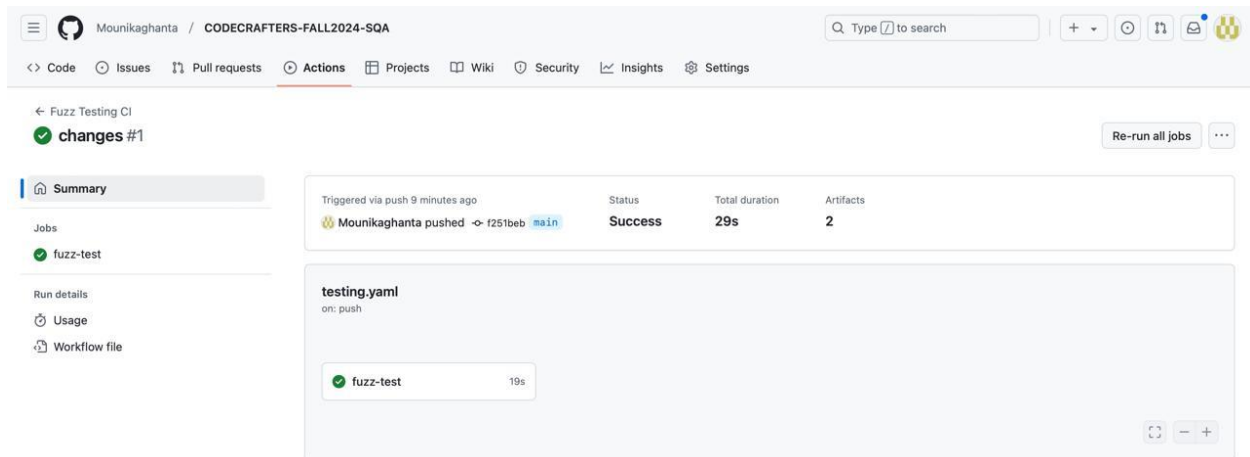 Mounikaghanta / CODECRAFTERS-FALL2024-SQA
Type / to search
<> Code Issues Pull requests Actions Projects Wiki Security Insights Settings
← Fuzz Testing CI
changes #1
Re-run all jobs ...
Summary
Jobs
fuzz-test
Run details
Usage
Workflow file
Triggered via push 9 minutes ago
Mounikaghanta pushed f251beb main
Status
Success
Total duration
29s
Artifacts
2
testing.yaml
on: push
fuzz-test 19s